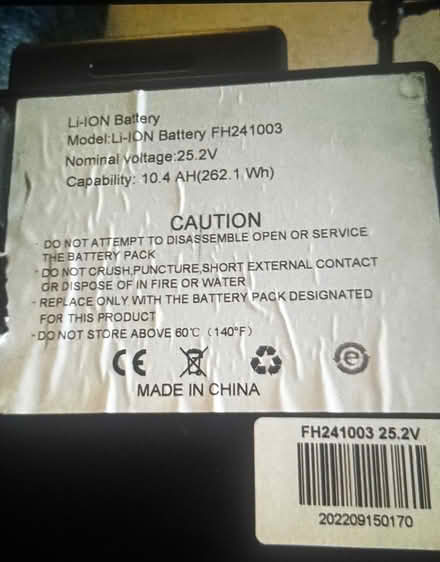 Li-ION Battery
Model:Li-ION Battery FH241003
Nominal voltage:25.2V
Capability: 10.4 AH(262.1 Wh)
CAUTION
- DO NOT ATTEMPT TO DISASSEMBLE OPEN OR SERVICE
THE BATTERY PACK
- DO NOT CRUSH,PUNCTURE,SHORT EXTERNAL CONTACT
OR DISPOSE OF IN FIRE OR WATER
- REPLACE ONLY WITH THE BATTERY PACK DESIGNATED
FOR THIS PRODUCT
- DO NOT STORE ABOVE 60℃ (140°F)
CE e
MADE IN CHINA
FH241003 25.2V
202209150170